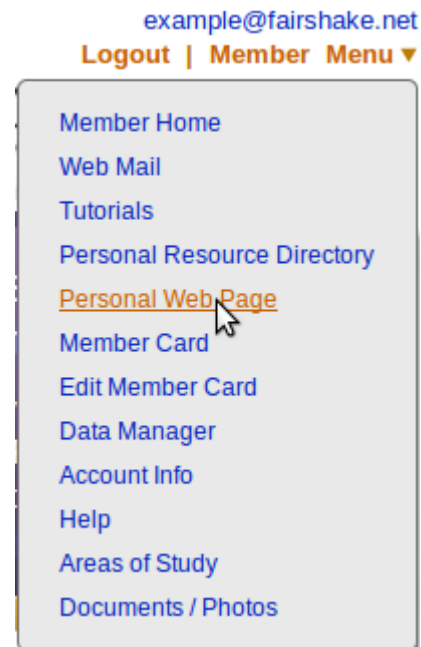 example@fairshake.net
Logout | Member Menu ▼
Member Home
Web Mail
Tutorials
Personal Resource Directory
Personal Web Page
Member Card
Edit Member Card
Data Manager
Account Info
Help
Areas of Study
Documents / Photos